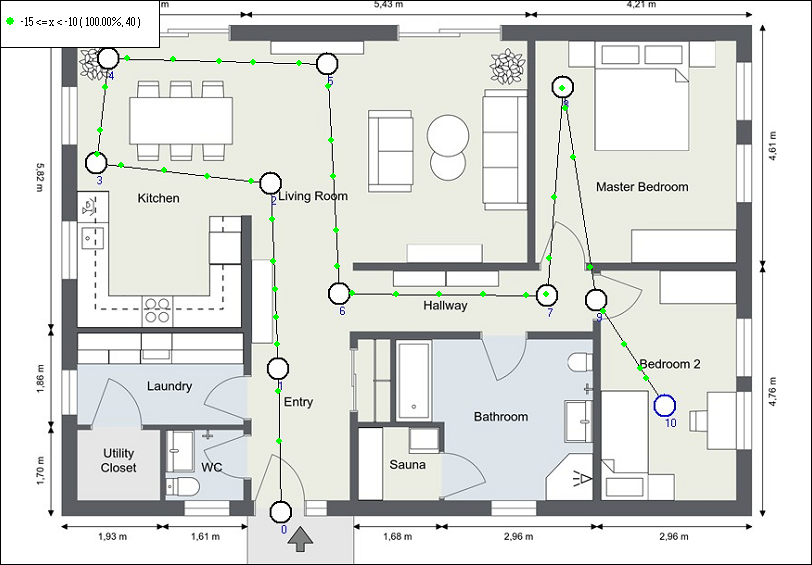 -15 <= x < -10 ( 100.00%, 40 )
m
5,43 m
4,21 m
4
5
8
4,61 m
5,82 m
3
Kitchen
2
Living Room
Master Bedroom
6
Hallway
7
9
1,86 m
Laundry
1
Entry
Bedroom 2
4,76 m
10
Bathroom
1,70 m
Utility
Closet
WC
Sauna
0
1,93 m
1,61 m
1,68 m
2,96 m
2,96 m